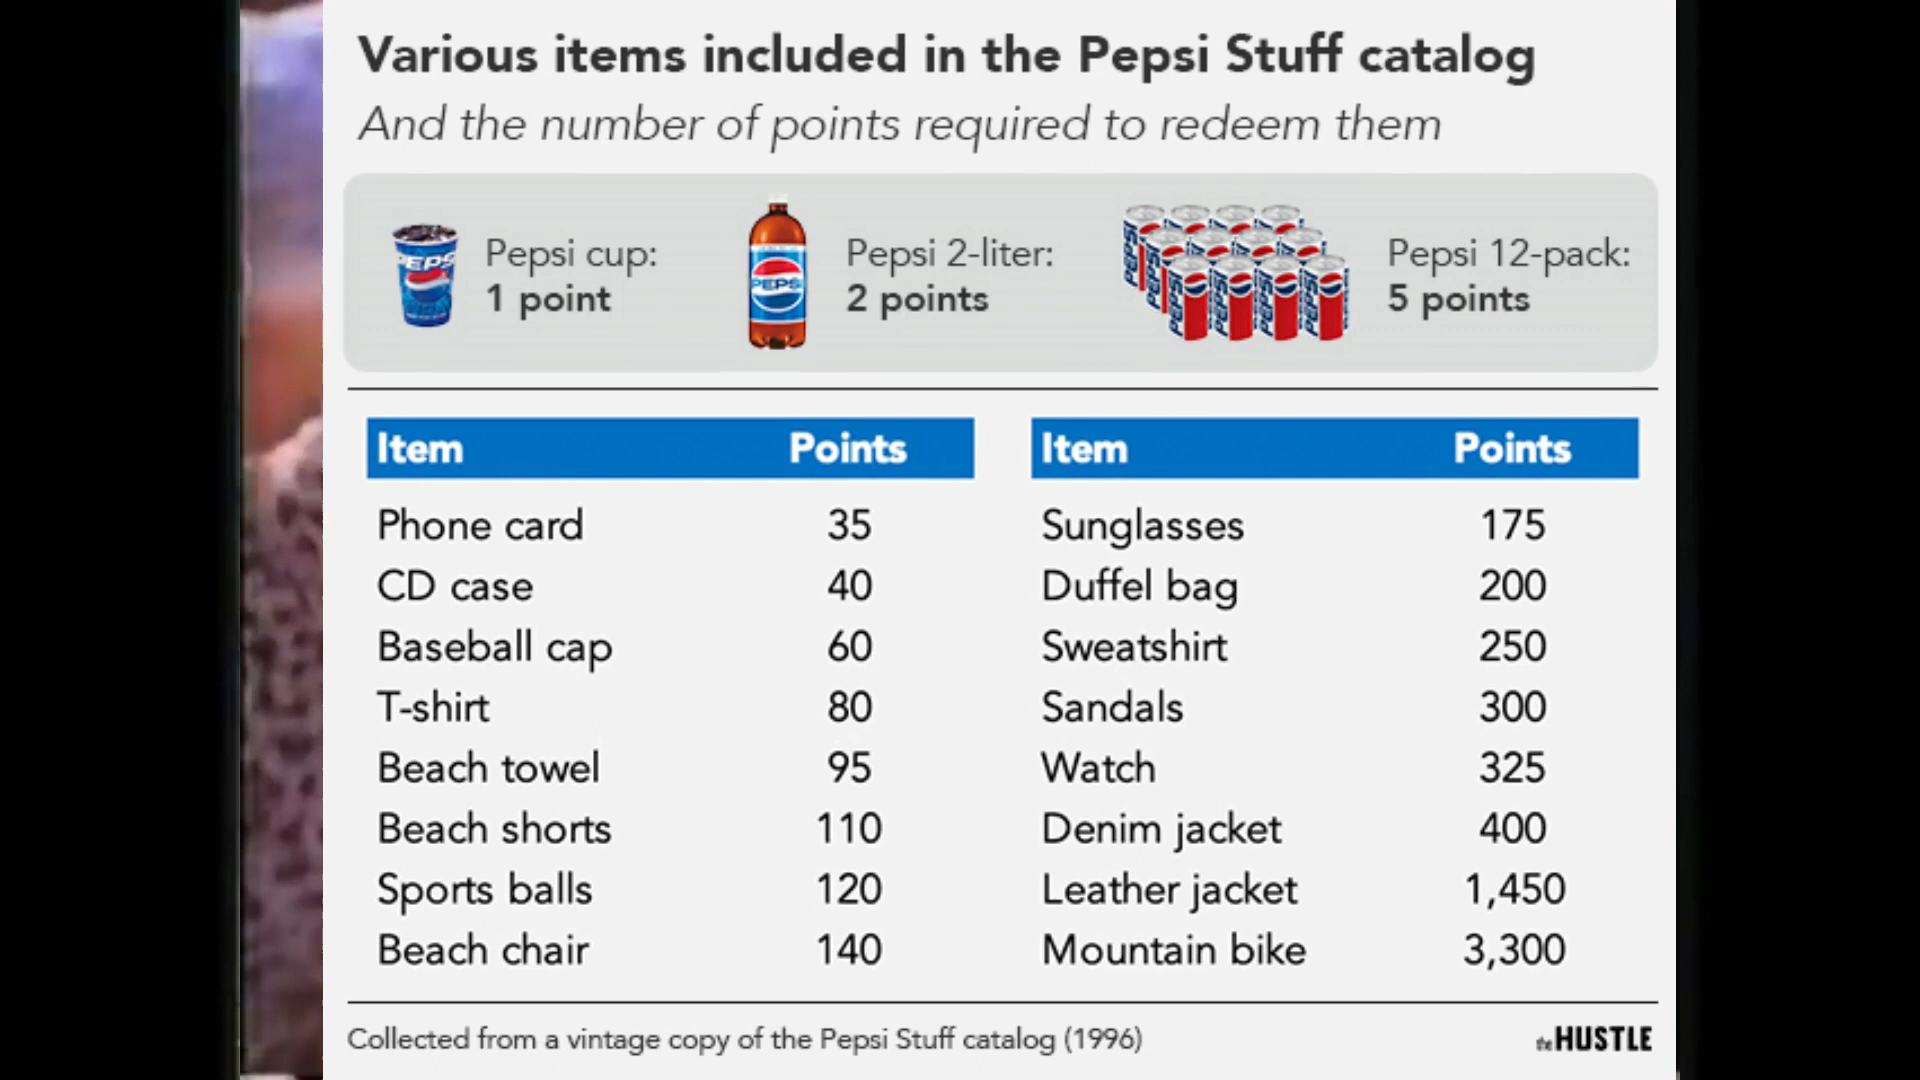 Various items included in the Pepsi Stuff catalog
And the number of points required to redeem them
Pepsi cup:
1 point
Pepsi 2-liter:
2 points
Pepsi 12-pack:
5 points
PEPSI
PEPSI
PEPSI
Item Points
Phone card 35
CD case 40
Baseball cap 60
T-shirt 80
Beach towel 95
Beach shorts 110
Sports balls 120
Beach chair 140
Item Points
Sunglasses 175
Duffel bag 200
Sweatshirt 250
Sandals 300
Watch 325
Denim jacket 400
Leather jacket 1,450
Mountain bike 3,300
Collected from a vintage copy of the Pepsi Stuff catalog (1996)
the HUSTLE